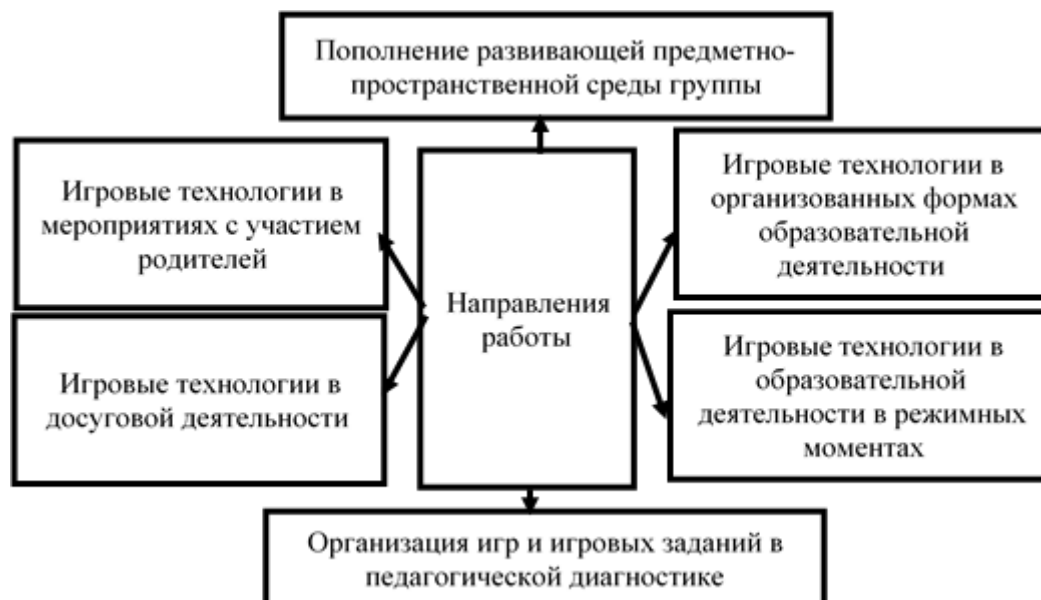 Пополнение развивающей предметно-
пространственной среды группы
Игровые технологии в
мероприятиях с участием
родителей
Игровые технологии в
досуговой деятельности
Направления
работы
Игровые технологии в
организованных формах
образовательной
деятельности
Игровые технологии в
образовательной
деятельности в режимных
моментах
Организация игр и игровых заданий в
педагогической диагностике